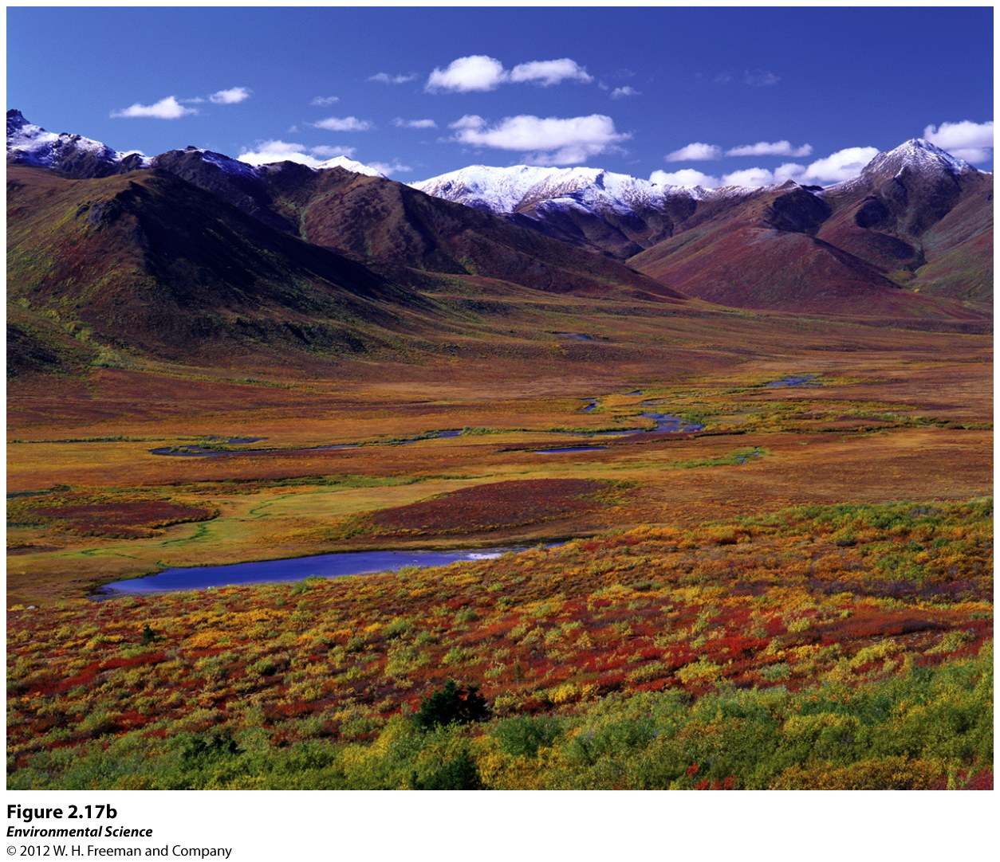 Figure 2.17b
Environmental Science
© 2012 W. H. Freeman and Company